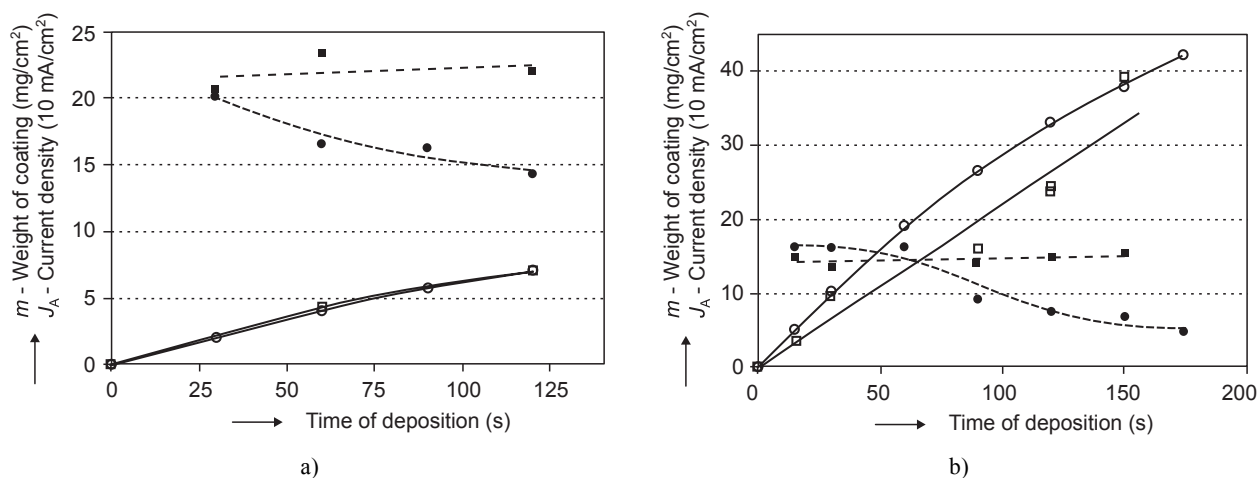 m - Weight of coating (mg/cm²)
J_A - Current density (10 mA/cm²)
25
20
15
10
5
0
0 25 50 75 100 125
Time of deposition (s)
a)
m - Weight of coating (mg/cm²)
J_A - Current density (10 mA/cm²)
40
30
20
10
0
0 50 100 150 200
Time of deposition (s)
b)